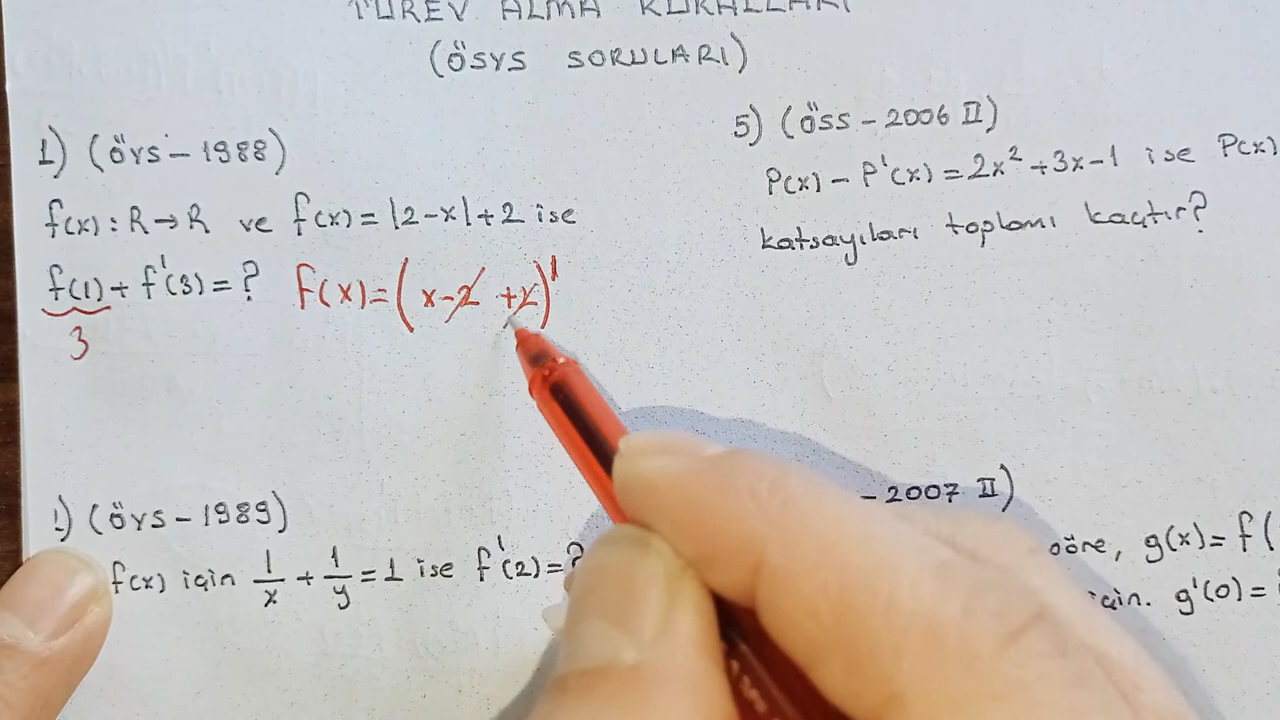 TÜREV ALMA KURALLARI
(ÖSYS SORULARI)
1) (ÖYS - 1988)
f(x) : R → R ve f(x) = |2-x| + 2 ise
f(1) + f'(3) = ? f(x) = (x-2 +2)'
3
) (ÖYS - 1989)
f(x) için 1/x + 1/y = 1 ise f'(2) = ?
5) (ÖSS - 2006 II)
P(x) - P'(x) = 2x² + 3x - 1 ise P(x)
katsayıları toplamı kaçtır?
- 2007 II)
göre, g(x) = f(
için. g'(0) =